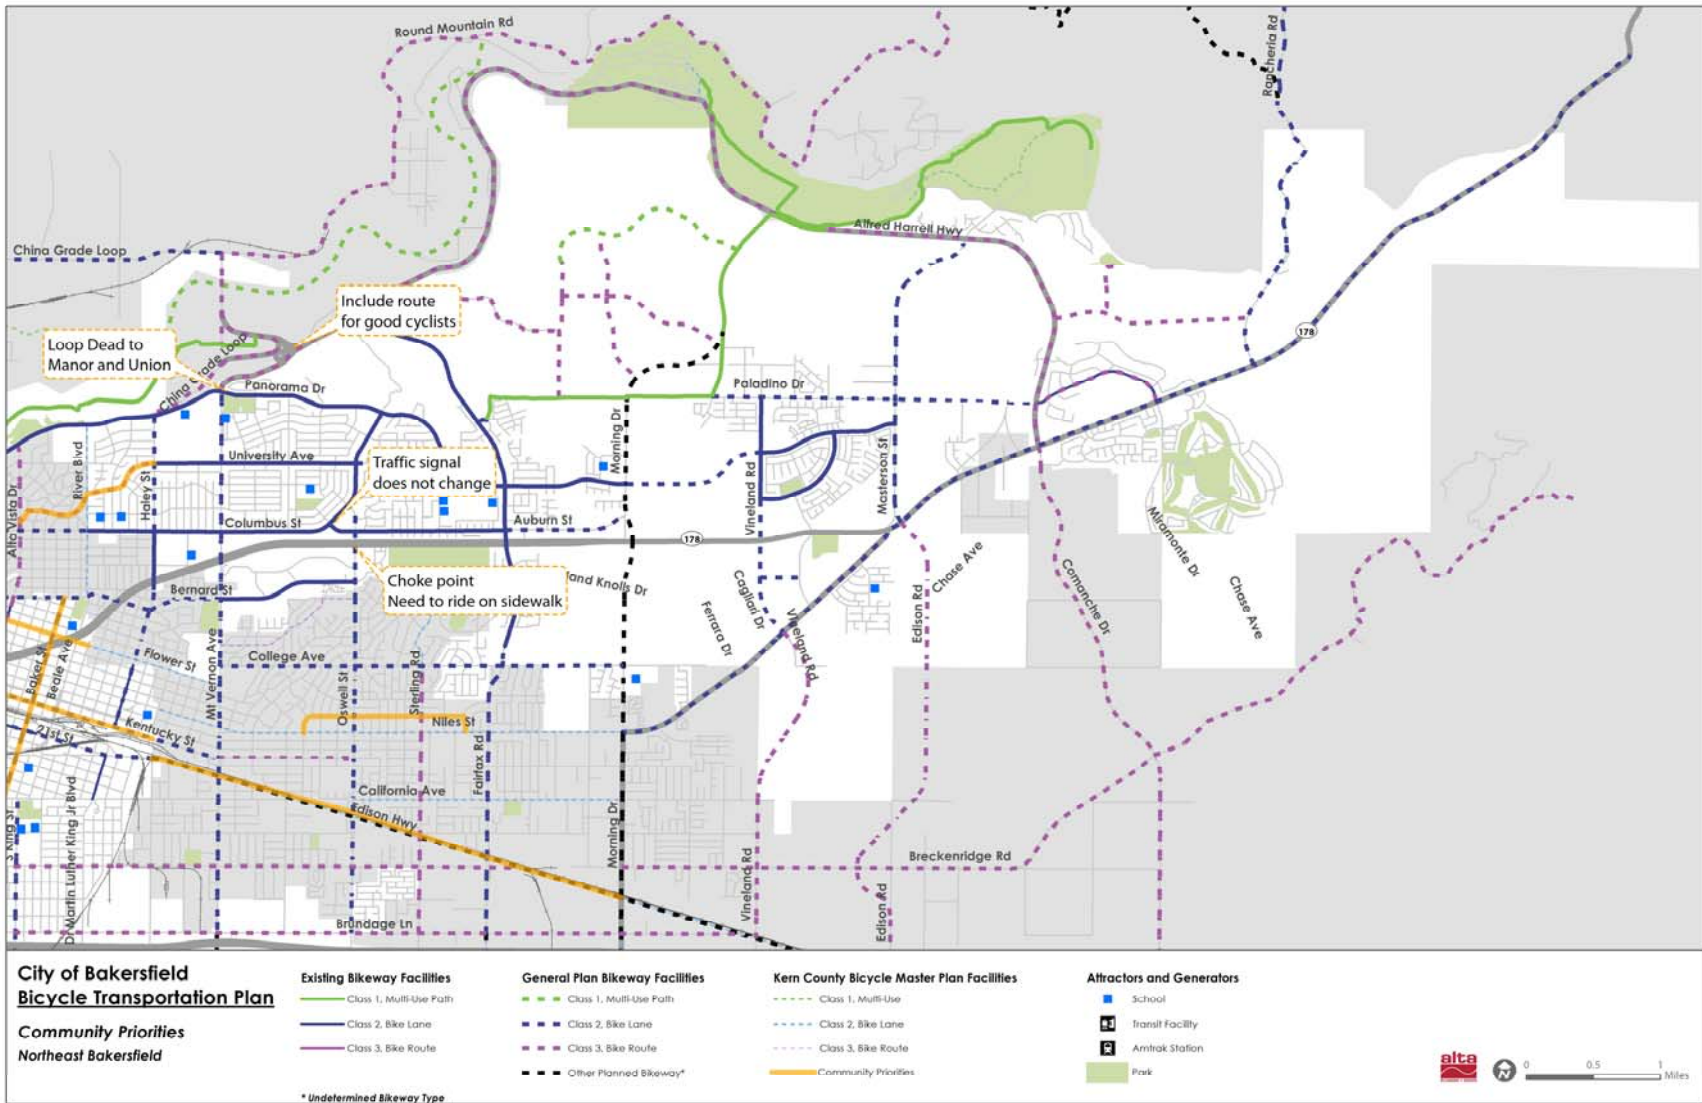 Round Mountain Rd
Rancheria Rd
China Grade Loop
Alfred Harrell Hwy
Include route
for good cyclists
Loop Dead to
Manor and Union
178
China Grade Loop
Panorama Dr
Paladino Dr
River Blvd
Haley St
University Ave
Traffic signal
does not change
Morning Dr
Vineland Rd
Masterson St
Alta Vista Dr
Columbus St
Auburn St
178
Miramonte Dr
Chase Ave
Chase Ave
Comanche Dr
Choke point
Need to ride on sidewalk
land Knolls Dr
Bernard St
Cagliari Dr
Ferrara Dr
Vineland Rd
Edison Rd
Baker St
Beale Ave
Flower St
Mt Vernon Ave
College Ave
Oswell St
Sterling Rd
Niles St
Kentucky St
21st St
Fairfax Rd
California Ave
Edison Hwy
S King St
Dr Martin Luther King Jr Blvd
Morning Dr
Breckenridge Rd
Vineland Rd
Edison Rd
Brundage Ln
City of Bakersfield
Bicycle Transportation Plan
Community Priorities
Northeast Bakersfield
Existing Bikeway Facilities
Class 1, Multi-Use Path
Class 2, Bike Lane
Class 3, Bike Route
General Plan Bikeway Facilities
Class 1, Multi-Use Path
Class 2, Bike Lane
Class 3, Bike Route
Other Planned Bikeway*
* Undetermined Bikeway Type
Kern County Bicycle Master Plan Facilities
Class 1, Multi-Use
Class 2, Bike Lane
Class 3, Bike Route
Community Priorities
Attractors and Generators
School
Transit Facility
Amtrak Station
Park
alta
N
0 0.5 1
Miles